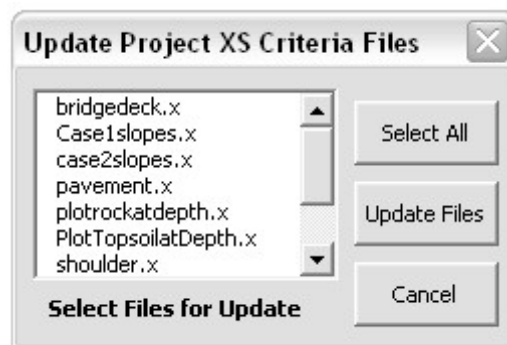 Update Project XS Criteria Files
bridgedeck.x
Case1slopes.x
case2slopes.x
pavement.x
plotrockatdepth.x
PlotTopsoilatDepth.x
shoulder.x
Select Files for Update
Select All
Update Files
Cancel